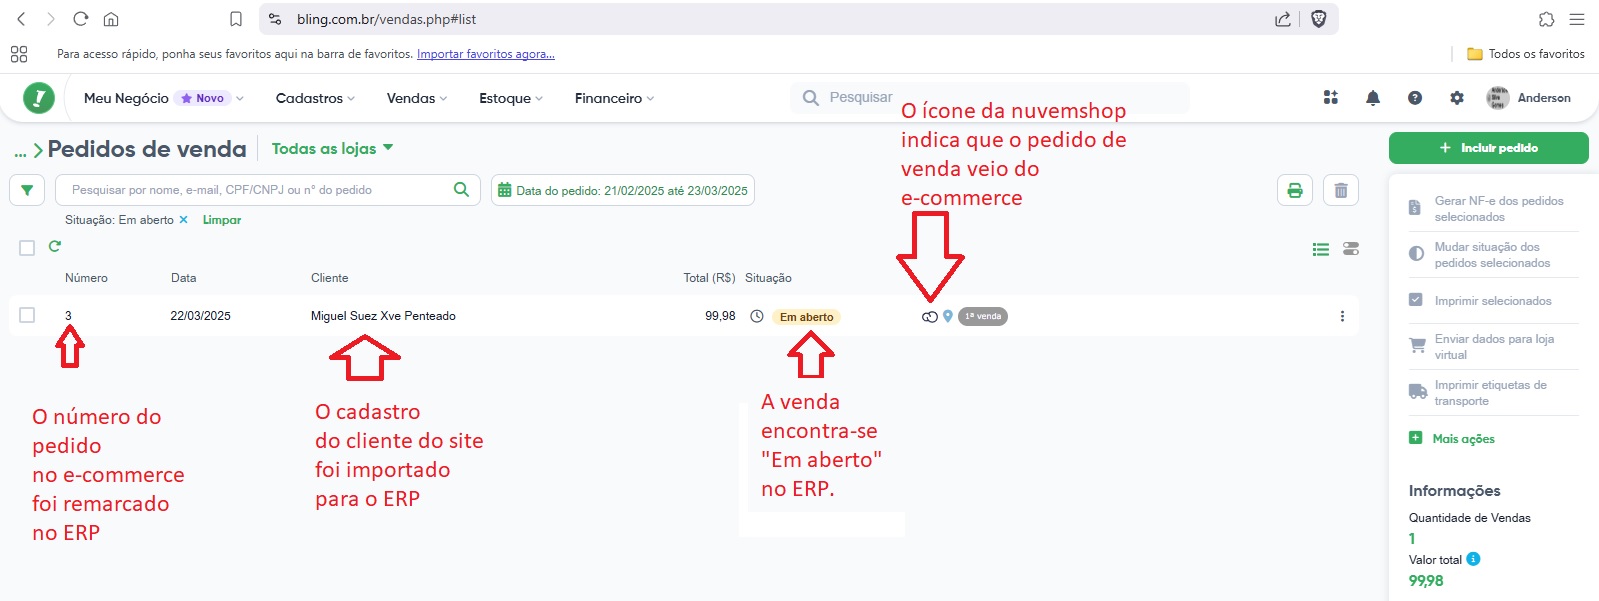 bling.com.br/vendas.php#list
Para acesso rápido, ponha seus favoritos aqui na barra de favoritos. Importar favoritos agora...
Todos os favoritos
Meu Negócio Novo Cadastros Vendas Estoque Financeiro
Pesquisar
Anderson
O ícone da nuvemshop
indica que o pedido de
venda veio do
e-commerce
... Pedidos de venda Todas as lojas
+ Incluir pedido
Pesquisar por nome, e-mail, CPF/CNPJ ou n° do pedido
Data do pedido: 21/02/2025 até 23/03/2025
Situação: Em aberto × Limpar
Número Data Cliente Total (R$) Situação
3 22/03/2025 Miguel Suez Xve Penteado 99,98 Em aberto 1ª venda
O número do
pedido
no e-commerce
foi remarcado
no ERP
O cadastro
do cliente do site
foi importado
para o ERP
A venda
encontra-se
"Em aberto"
no ERP.
Gerar NF-e dos pedidos
selecionados
Mudar situação dos
pedidos selecionados
Imprimir selecionados
Enviar dados para loja
virtual
Imprimir etiquetas de
transporte
Mais ações
Informações
Quantidade de Vendas
1
Valor total
99,98